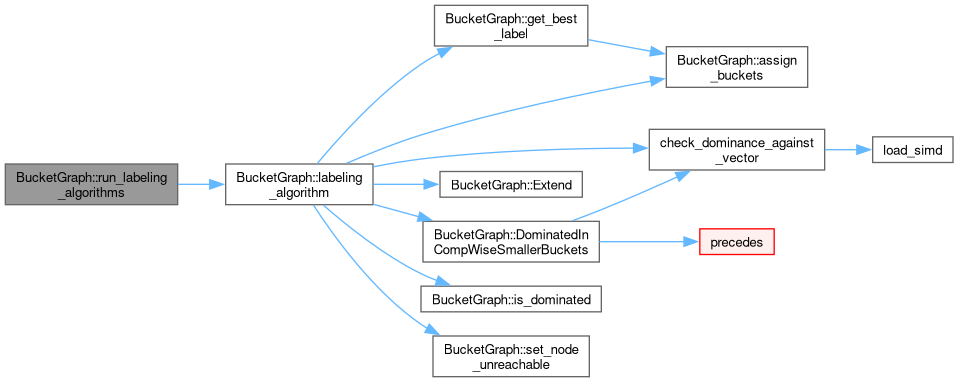 BucketGraph::run_labeling
_algorithms
BucketGraph::labeling
_algorithm
BucketGraph::get_best
_label
BucketGraph::assign
_buckets
check_dominance_against
_vector
load_simd
BucketGraph::Extend
BucketGraph::DominatedIn
CompWiseSmallerBuckets
precedes
BucketGraph::is_dominated
BucketGraph::set_node
_unreachable